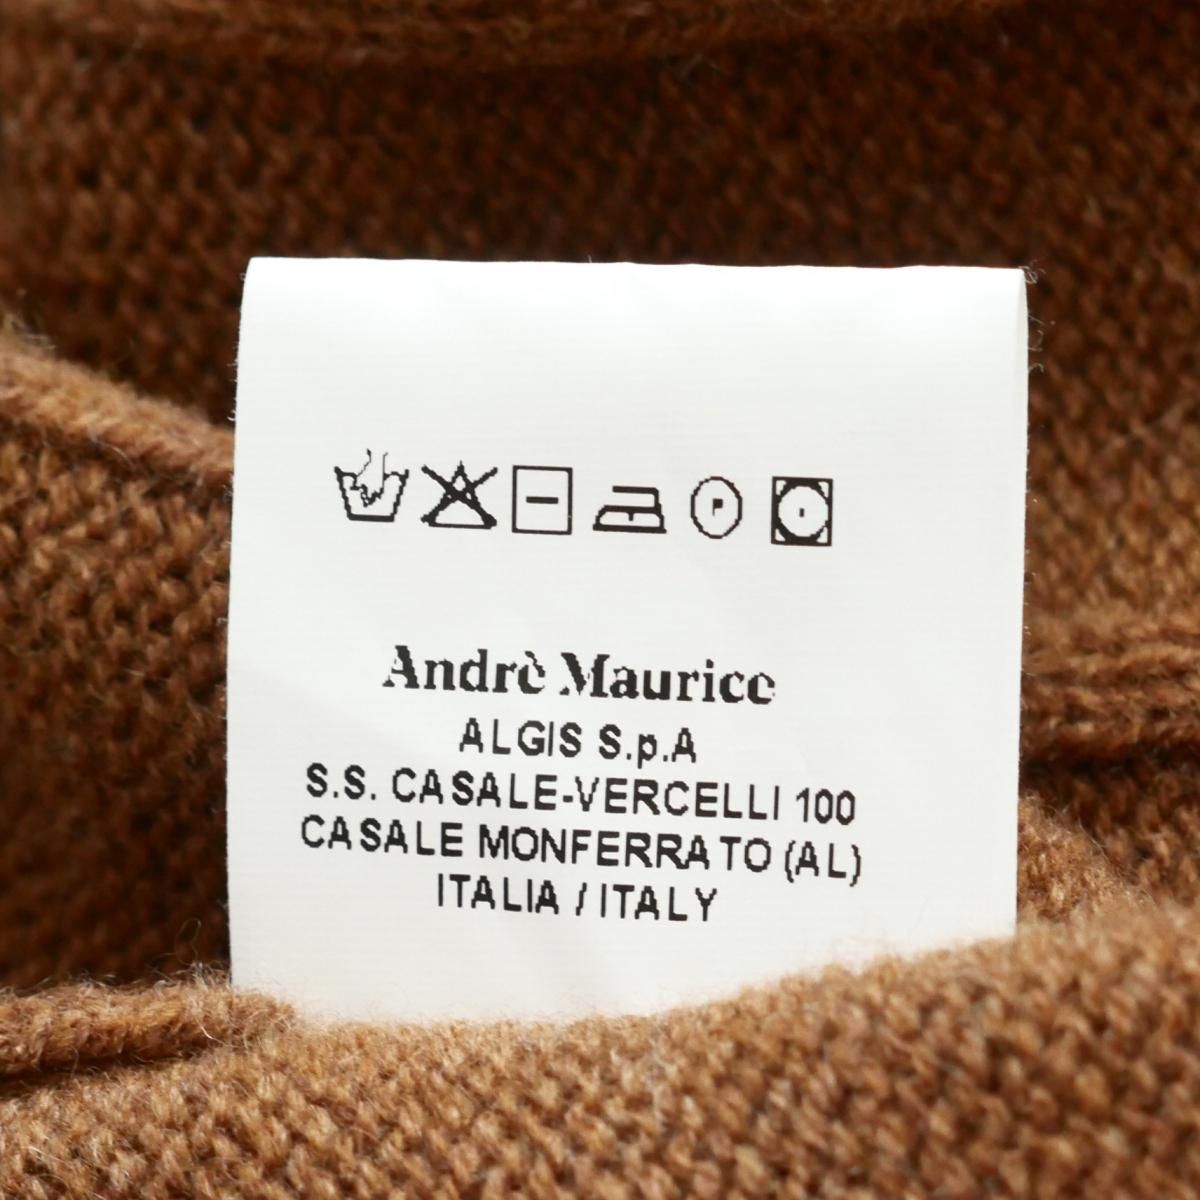 Andrè Maurice
ALGIS S.p.A
S.S. CASALE-VERCELLI 100
CASALE MONFERRATO (AL)
ITALIA / ITALY